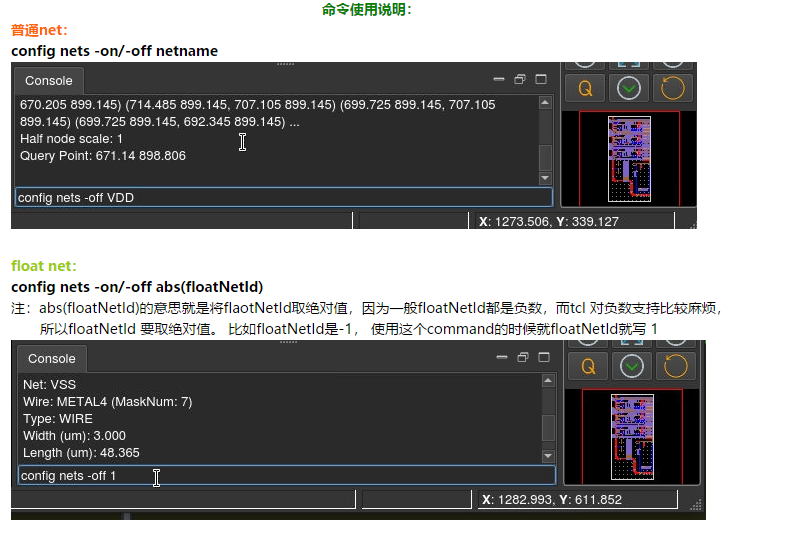 命令使用说明：
普通net：
config nets -on/-off netname
Console
670.205 899.145) (714.485 899.145, 707.105 899.145) (699.725 899.145, 707.105
899.145) (699.725 899.145, 692.345 899.145) ...
Half node scale: 1
Query Point: 671.14 898.806
config nets -off VDD
Q
X: 1273.506, Y: 339.127
float net：
config nets -on/-off abs(floatNetId)
注：abs(floatNetId)的意思就是将flaotNetId取绝对值，因为一般floatNetId都是负数，而tcl 对负数支持比较麻烦，
所以floatNetId 要取绝对值。 比如floatNetId是-1， 使用这个command的时候就floatNetId就写 1
Console
Net: VSS
Wire: METAL4 (MaskNum: 7)
Type: WIRE
Width (um): 3.000
Length (um): 48.365
config nets -off 1
Q
X: 1282.993, Y: 611.852